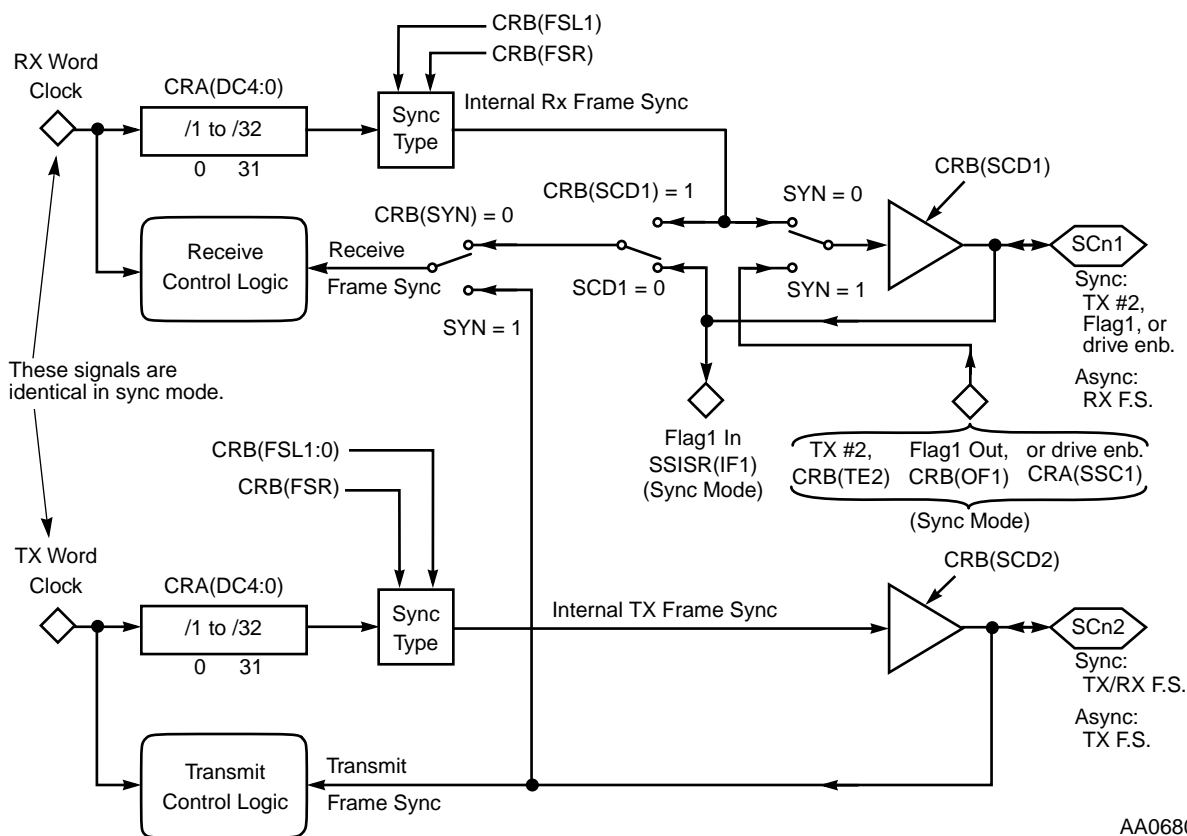 CRB(FSL1)
CRB(FSR)
RX Word
Clock
CRA(DC4:0)
/1 to /32
0 31
Sync
Type
Internal Rx Frame Sync
CRB(SCD1)
CRB(SCD1) = 1
SYN = 0
CRB(SYN) = 0
Receive
Control Logic
Receive
Frame Sync
SCn1
SCD1 = 0
SYN = 1
SYN = 1
Sync:
TX #2,
Flag1, or
drive enb.
Async:
RX F.S.
These signals are
identical in sync mode.
Flag1 In
SSISR(IF1)
(Sync Mode)
TX #2,
CRB(TE2)
Flag1 Out,
CRB(OF1)
or drive enb.
CRA(SSC1)
(Sync Mode)
CRB(FSL1:0)
CRB(FSR)
TX Word
Clock
CRA(DC4:0)
/1 to /32
0 31
Sync
Type
Internal TX Frame Sync
CRB(SCD2)
SCn2
Sync:
TX/RX F.S.
Async:
TX F.S.
Transmit
Control Logic
Transmit
Frame Sync